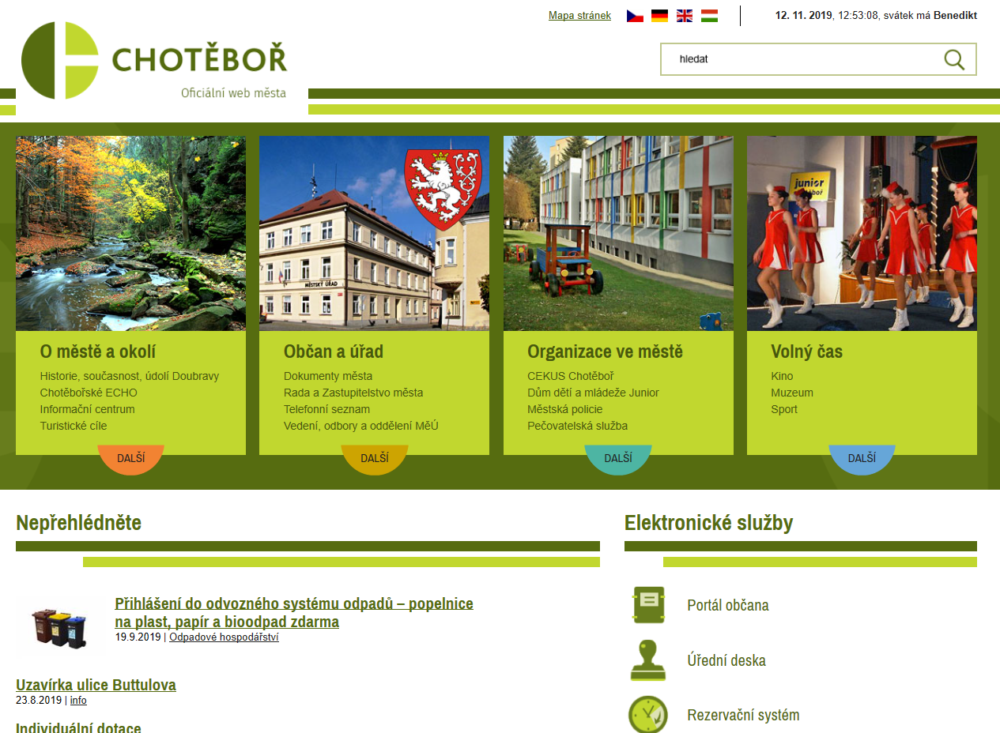 Mapa stránek
12. 11. 2019, 12:53:08, svátek má Benedikt
CHOTĚBOŘ
Oficiální web města
hledat
MĚSTSKÝ ÚŘAD
junior
O městě a okolí
Historie, současnost, údolí Doubravy
Chotěbořské ECHO
Informační centrum
Turistické cíle
DALŠÍ
Občan a úřad
Dokumenty města
Rada a Zastupitelstvo města
Telefonní seznam
Vedení, odbory a oddělení MěÚ
DALŠÍ
Organizace ve městě
CEKUS Chotěboř
Dům dětí a mládeže Junior
Městská policie
Pečovatelská služba
DALŠÍ
Volný čas
Kino
Muzeum
Sport
DALŠÍ
Nepřehlédněte
Přihlášení do odvozného systému odpadů – popelnice
na plast, papír a bioodpad zdarma
19.9.2019 | Odpadové hospodářství
Uzavírka ulice Buttulova
23.8.2019 | info
Individuální dotace
Elektronické služby
Portál občana
Úřední deska
Rezervační systém